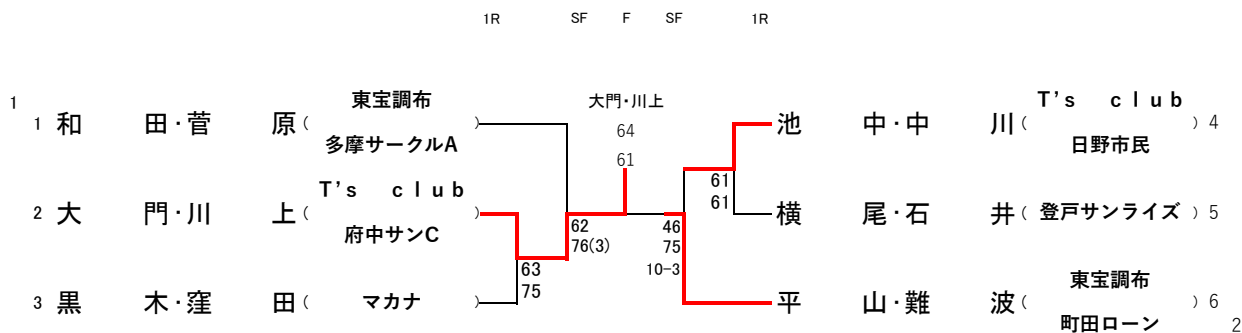 1R SF F SF 1R
1
東宝調布
1 和 田・菅 原 ( )
多摩サークルA
大門・川上
64
61
T's club
池 中・中 川 ( ) 4
日野市民
T's club
2 大 門・川 上 ( )
府中サンC
61
61
横 尾・石 井 ( 登戸サンライズ ) 5
62
76(3)
46
75
10-3
63
75
3 黒 木・窪 田 ( マカナ )
東宝調布
平 山・難 波 ( ) 6
町田ローン
2